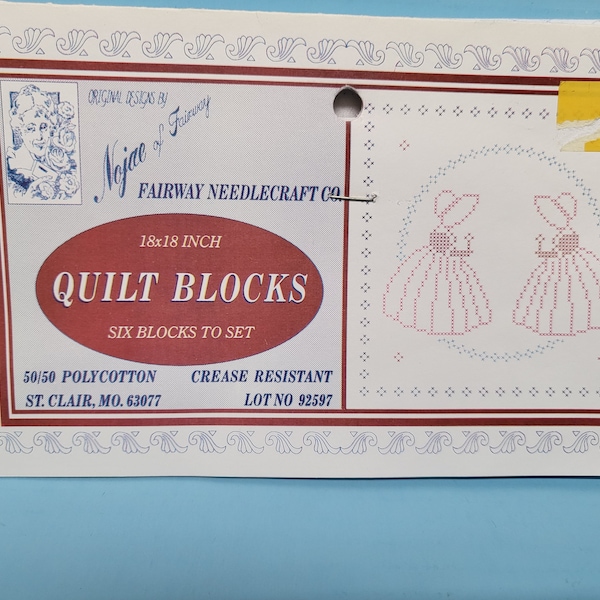 ORIGINAL DESIGNS BY
Nojae of Fairway
FAIRWAY NEEDLECRAFT CO.
18x18 INCH
QUILT BLOCKS
SIX BLOCKS TO SET
50/50 POLYCOTTON CREASE RESISTANT
ST. CLAIR, MO. 63077 LOT NO 92597